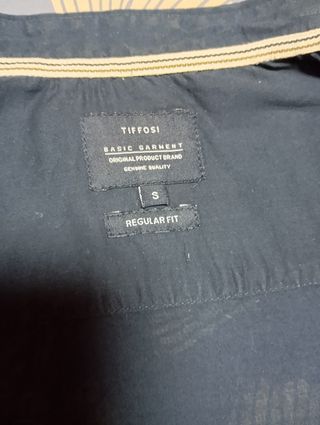 TIFFOSI
BASIC GARMENT
ORIGINAL PRODUCT BRAND
GENUINE QUALITY
S
REGULAR FIT